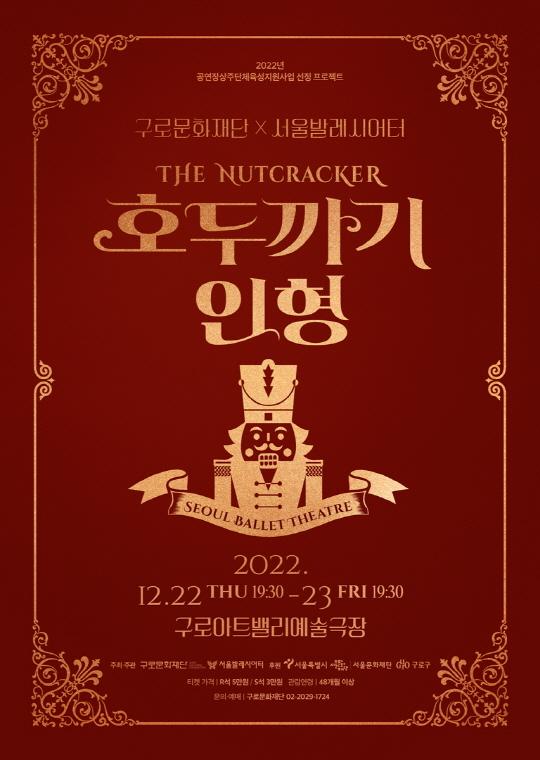 2022년
공연장상주단체육성지원사업 선정 프로젝트
구로문화재단 × 서울발레시어터
THE NUTCRACKER
호두까기
인형
SEOUL BALLET THEATRE
2022.
12.22 THU 19:30 – 23 FRI 19:30
구로아트밸리예술극장
주최·주관 구로문화재단 서울발레시어터 후원 서울특별시 서울문화재단 구로구
티켓 가격 | R석 5만원 / S석 3만원 관람연령 | 48개월 이상
문의·예매 | 구로문화재단 02-2029-1724